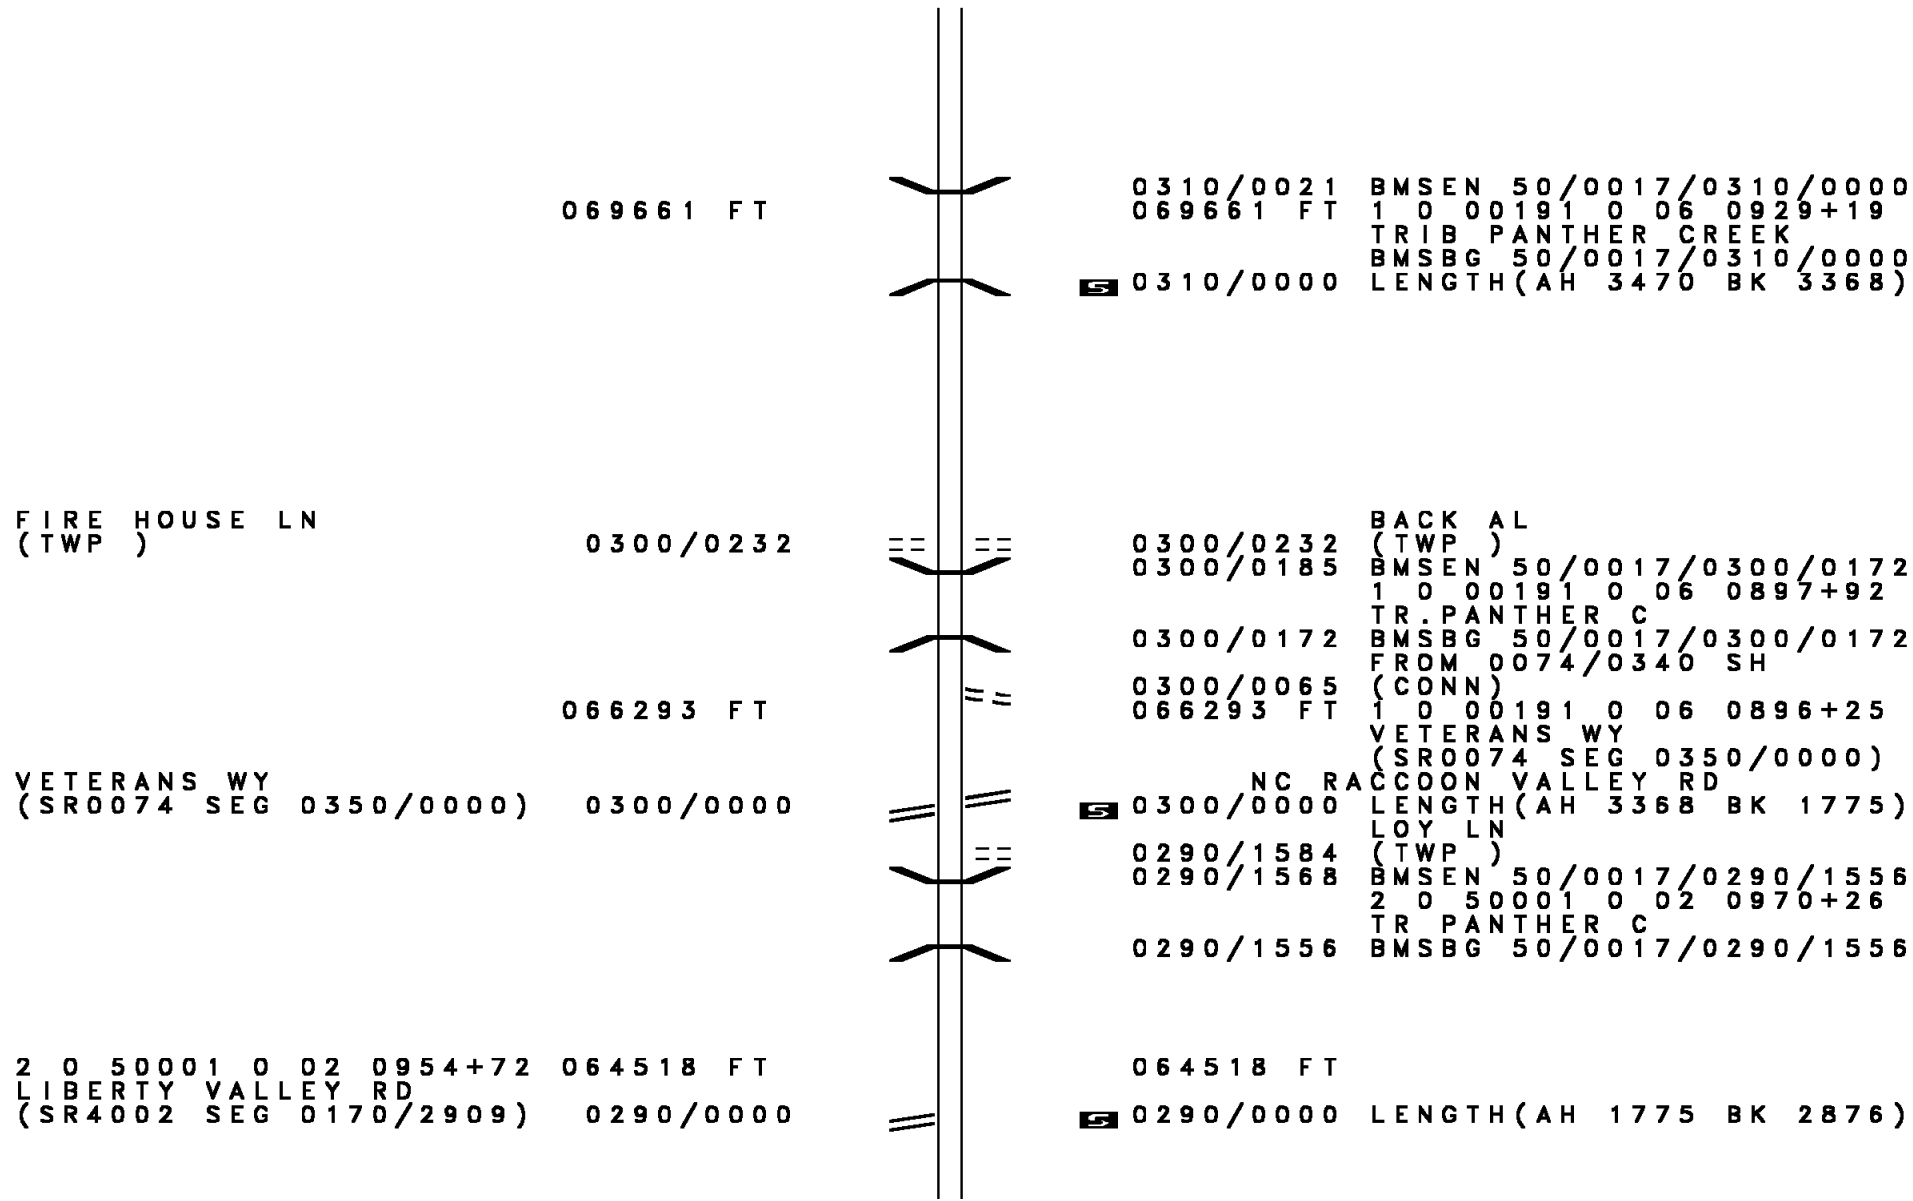 0310/0021 BMSEN 50/0017/0310/0000
069661 FT 069661 FT 1 0 00191 0 06 0929+19
TRIB PANTHER CREEK
BMSBG 50/0017/0310/0000
S 0310/0000 LENGTH(AH 3470 BK 3368)
FIRE HOUSE LN BACK AL
(TWP ) 0300/0232 0300/0232 (TWP )
0300/0185 BMSEN 50/0017/0300/0172
1 0 00191 0 06 0897+92
TR.PANTHER C
0300/0172 BMSBG 50/0017/0300/0172
FROM 0074/0340 SH
0300/0065 (CONN)
066293 FT 066293 FT 1 0 00191 0 06 0896+25
VETERANS WY
(SR0074 SEG 0350/0000)
VETERANS WY NC RACCOON VALLEY RD
(SR0074 SEG 0350/0000) 0300/0000 S 0300/0000 LENGTH(AH 3368 BK 1775)
LOY LN
0290/1584 (TWP )
0290/1568 BMSEN 50/0017/0290/1556
2 0 50001 0 02 0970+26
TR PANTHER C
0290/1556 BMSBG 50/0017/0290/1556
2 0 50001 0 02 0954+72 064518 FT 064518 FT
LIBERTY VALLEY RD
(SR4002 SEG 0170/2909) 0290/0000 S 0290/0000 LENGTH(AH 1775 BK 2876)